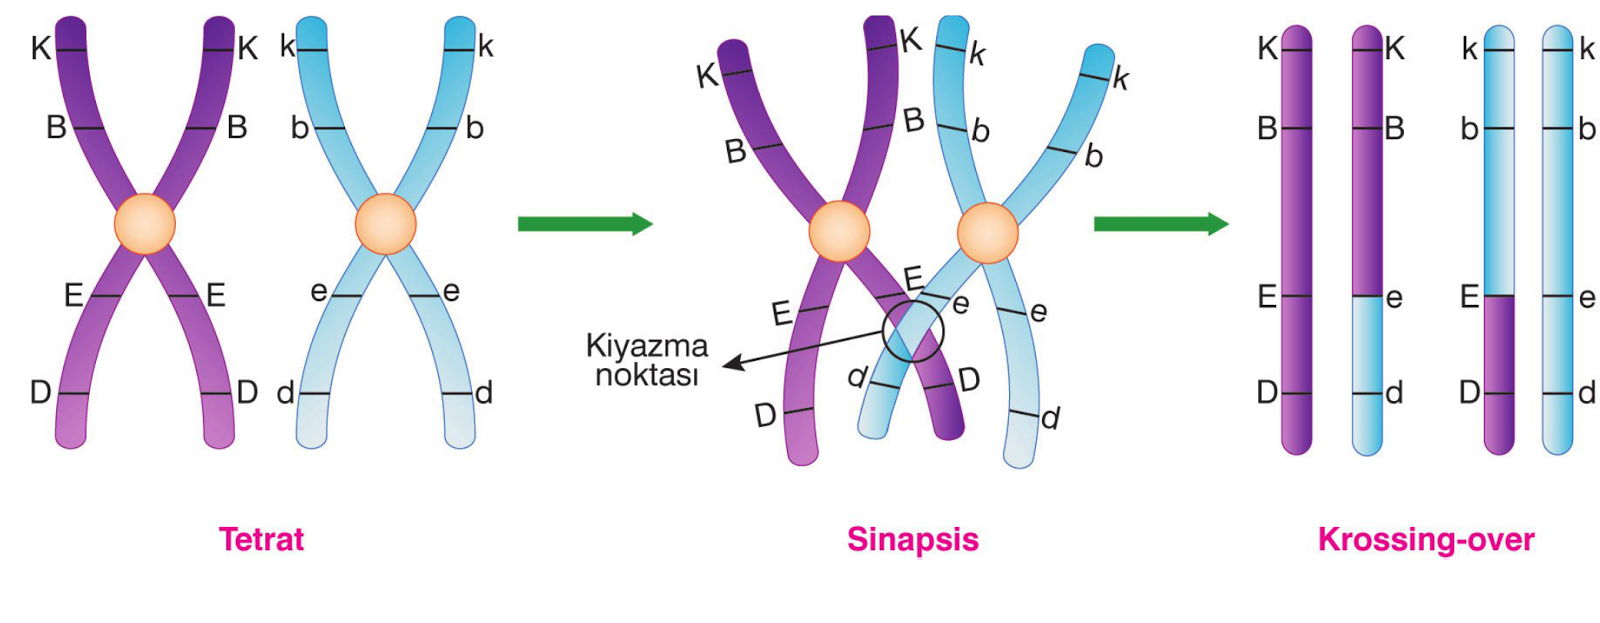 K K k k
B B b b
E E e e
D D d d
Tetrat
K K k k
B B b b
E E e e
Kiyazma
noktası
D d D d
Sinapsis
K K k k
B B b b
E e E e
D d D d
Krossing-over